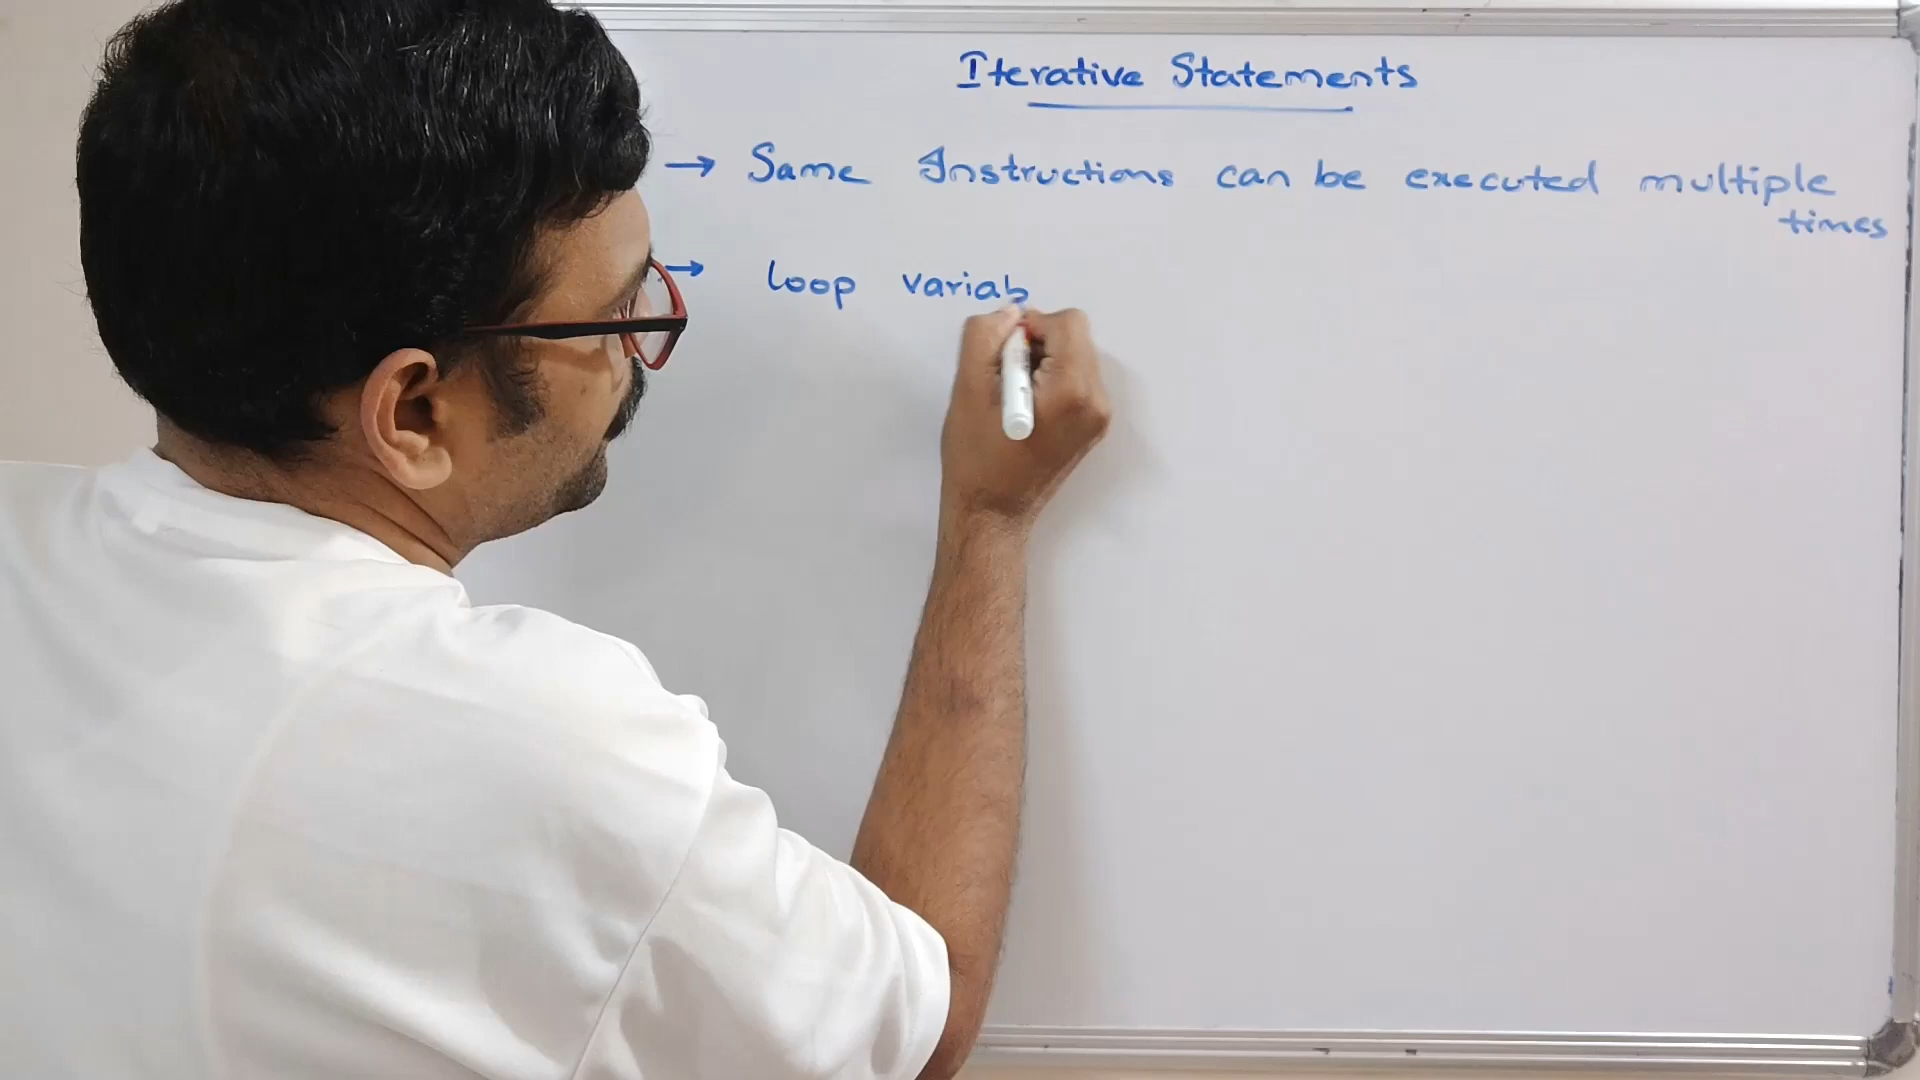 Iterative Statements
→ Same Instructions can be executed multiple
times
→ loop variab